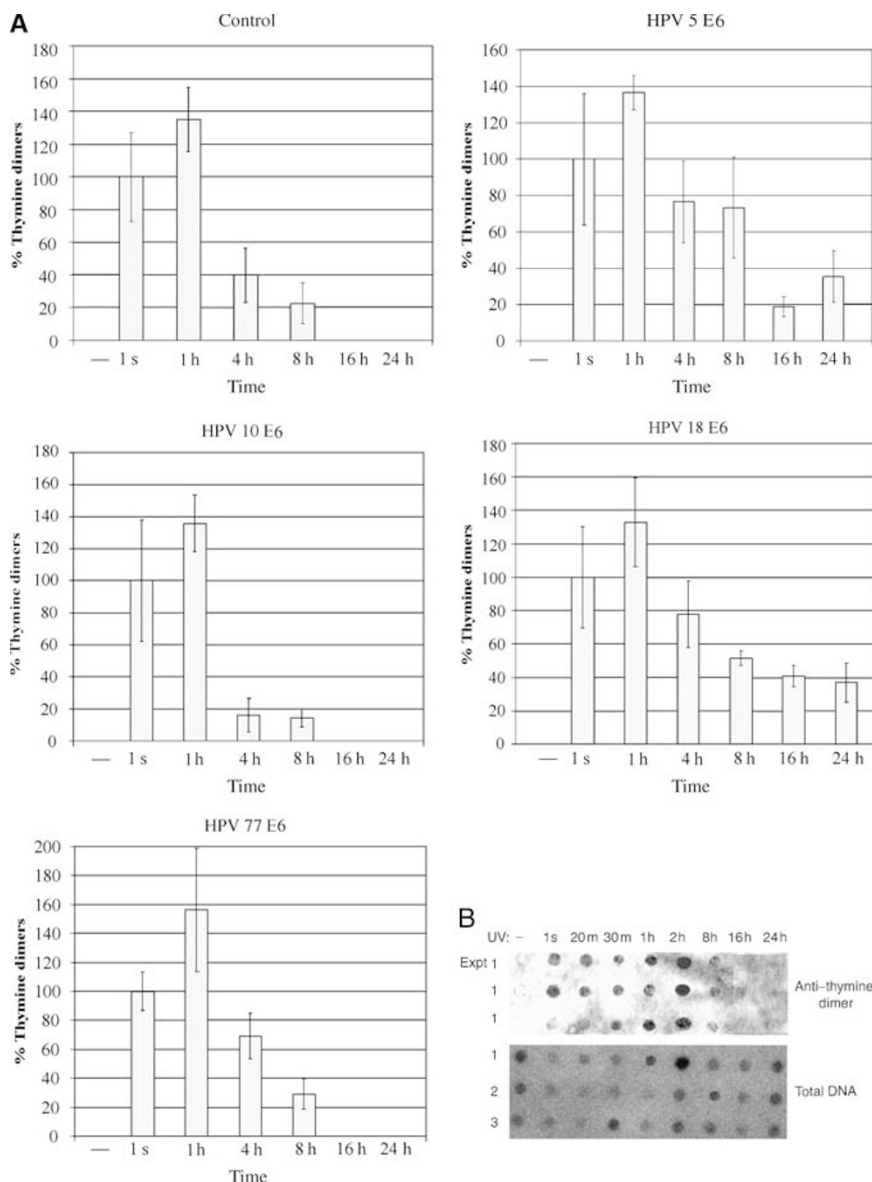 A
Control
% Thymine dimers
180
160
140
120
100
80
60
40
20
0
— 1 s 1 h 4 h 8 h 16 h 24 h
Time
HPV 5 E6
% Thymine dimers
160
140
120
100
80
60
40
20
0
— 1 s 1 h 4 h 8 h 16 h 24 h
Time
HPV 10 E6
% Thymine dimers
180
160
140
120
100
80
60
40
20
0
— 1 s 1 h 4 h 8 h 16 h 24 h
Time
HPV 18 E6
% Thymine dimers
180
160
140
120
100
80
60
40
20
0
— 1 s 1 h 4 h 8 h 16 h 24 h
Time
HPV 77 E6
% Thymine dimers
200
180
160
140
120
100
80
60
40
20
0
— 1 s 1 h 4 h 8 h 16 h 24 h
Time
B
UV: – 1s 20m 30m 1h 2h 8h 16h 24h
Expt 1
1
1
Anti–thymine
dimer
1
2
3
Total DNA